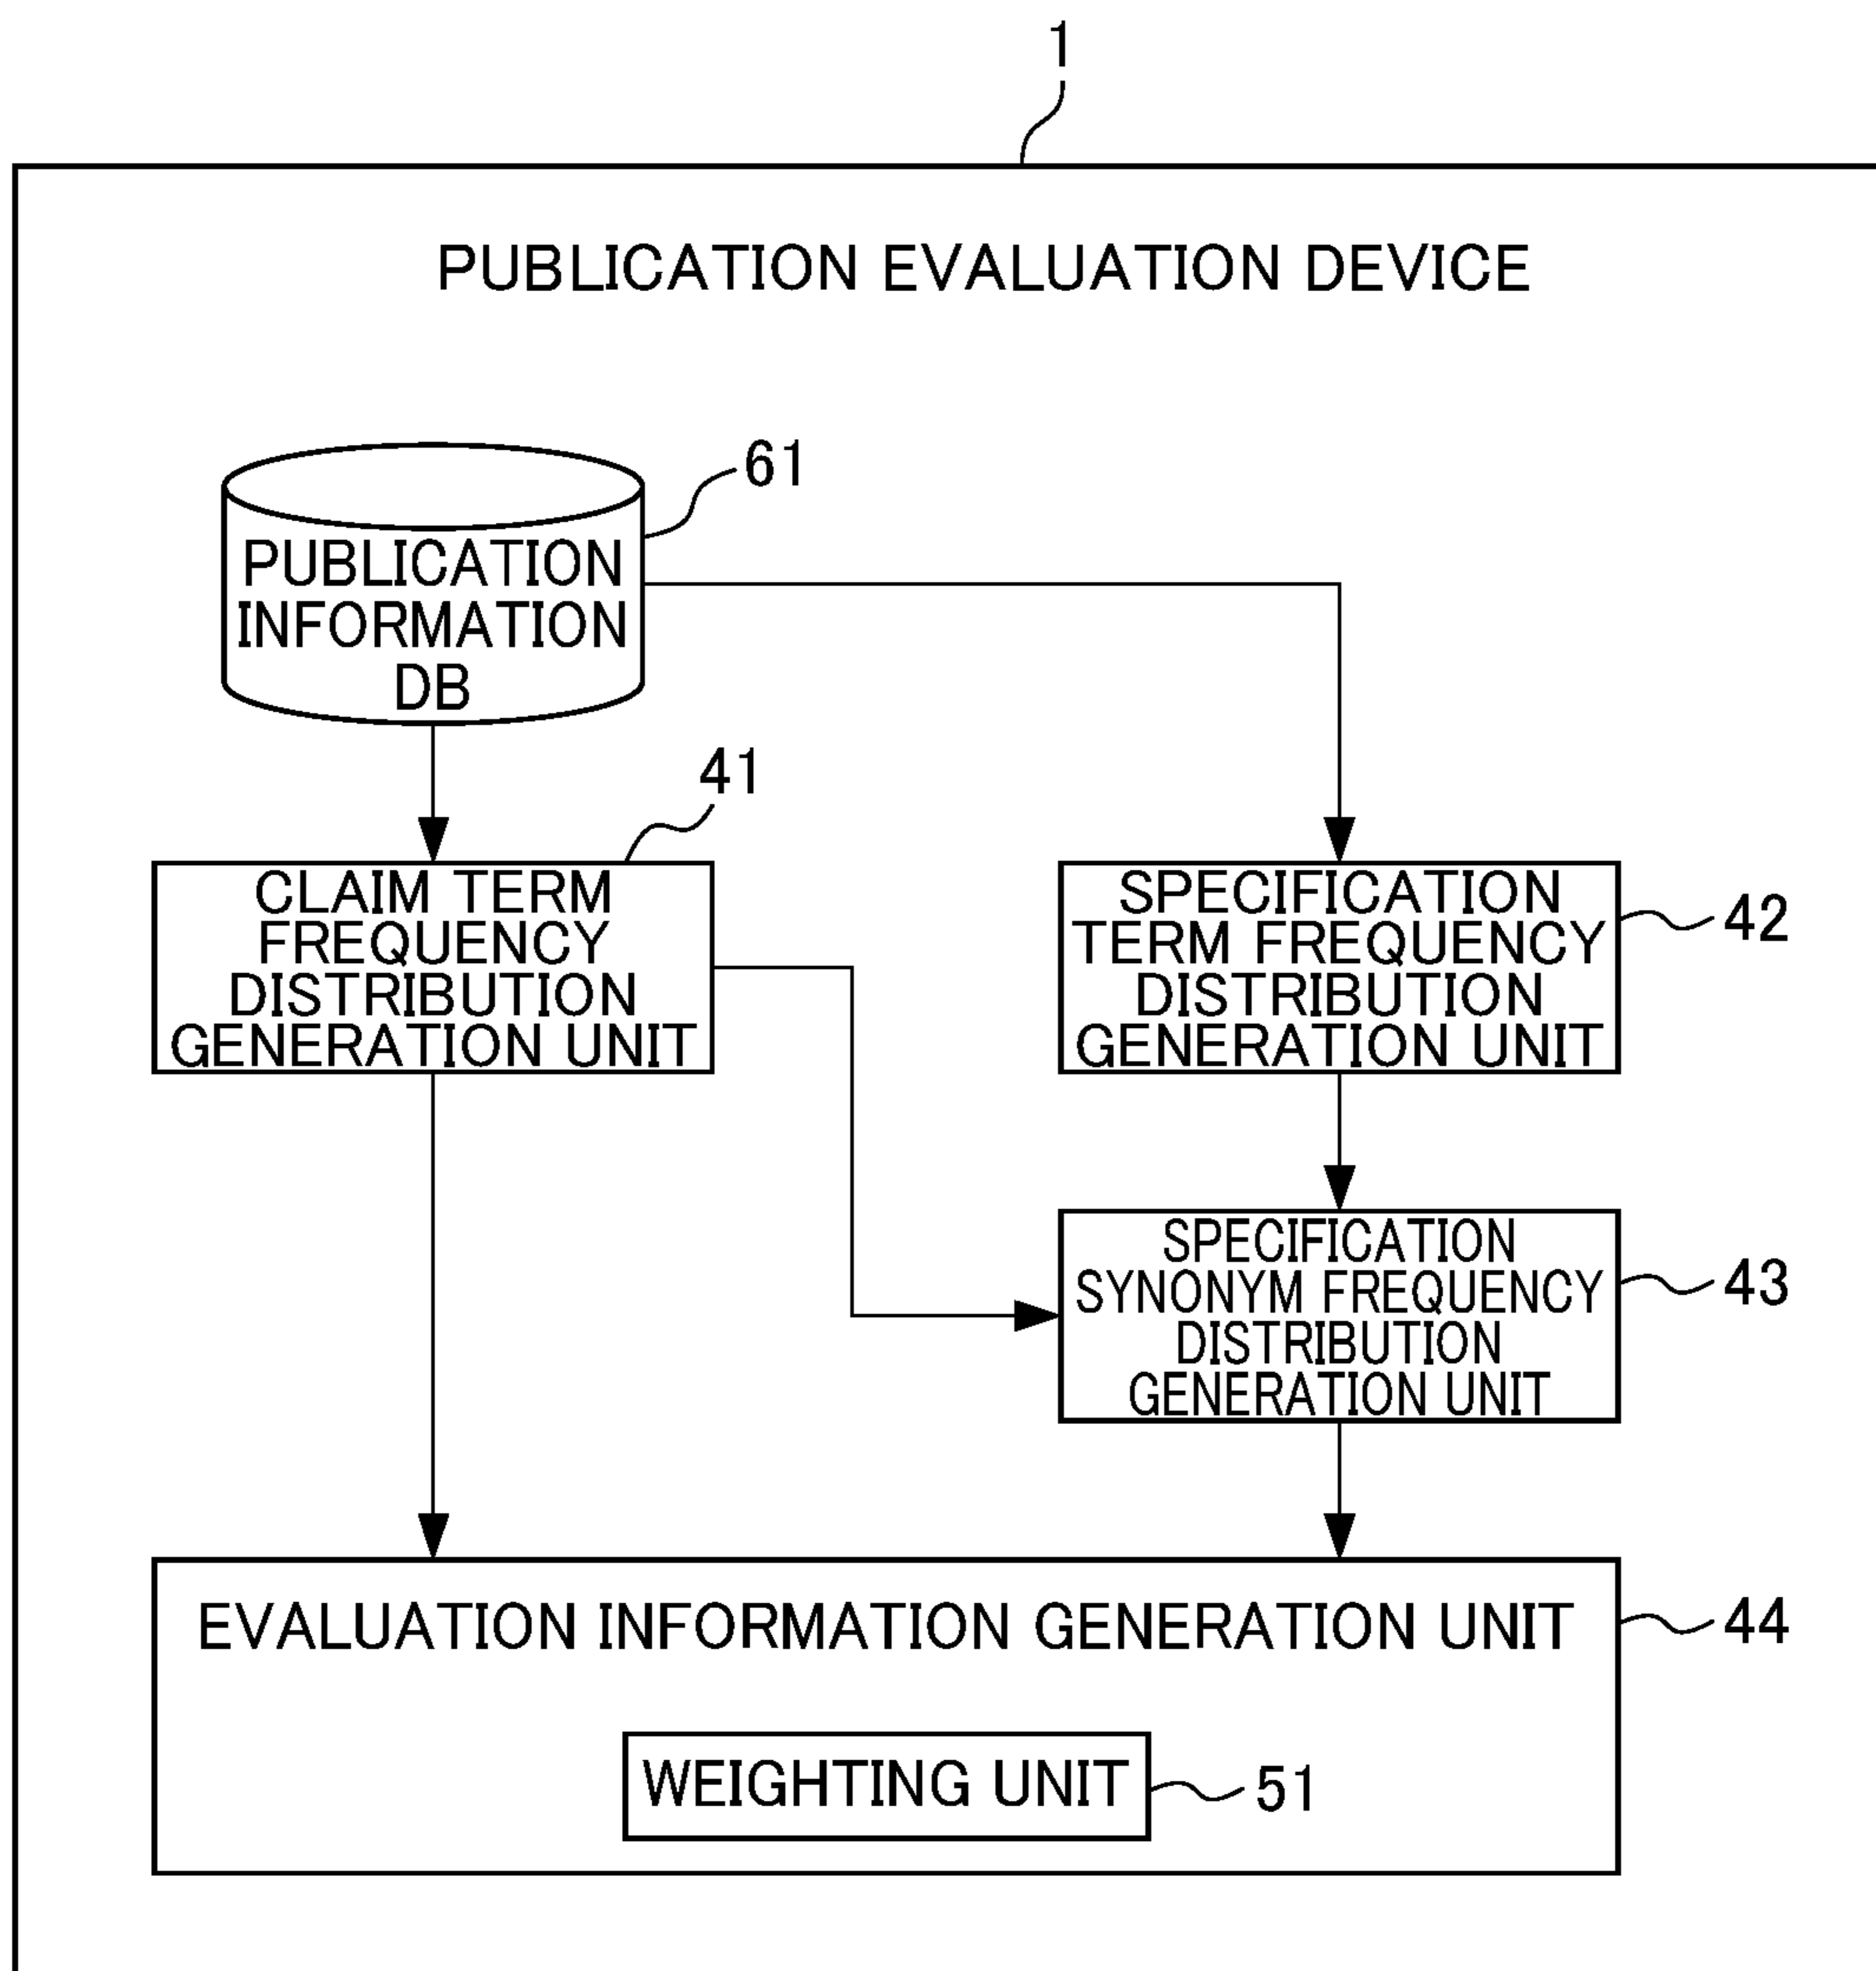 1
PUBLICATION EVALUATION DEVICE
61
PUBLICATION
INFORMATION
DB
41
CLAIM TERM
FREQUENCY
DISTRIBUTION
GENERATION UNIT
SPECIFICATION
TERM FREQUENCY
DISTRIBUTION
GENERATION UNIT
42
SPECIFICATION
SYNONYM FREQUENCY
DISTRIBUTION
GENERATION UNIT
43
EVALUATION INFORMATION GENERATION UNIT
44
WEIGHTING UNIT
51